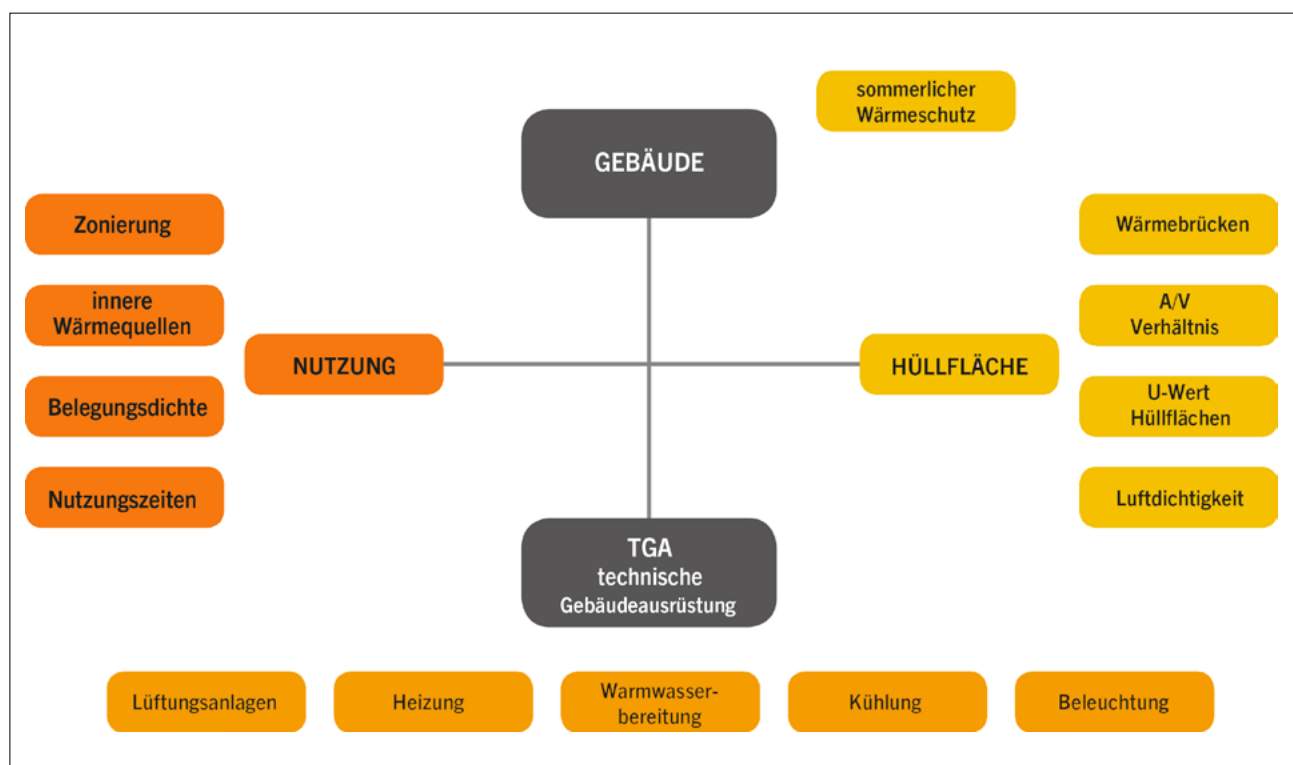 sommerlicher
Wärmeschutz
GEBÄUDE
Zonierung
innere
Wärmequellen
Belegungsdichte
Nutzungszeiten
NUTZUNG
HÜLLFLÄCHE
Wärmebrücken
A/V
Verhältnis
U-Wert
Hüllflächen
Luftdichtigkeit
TGA
technische
Gebäudeausrüstung
Lüftungsanlagen
Heizung
Warmwasser-
bereitung
Kühlung
Beleuchtung